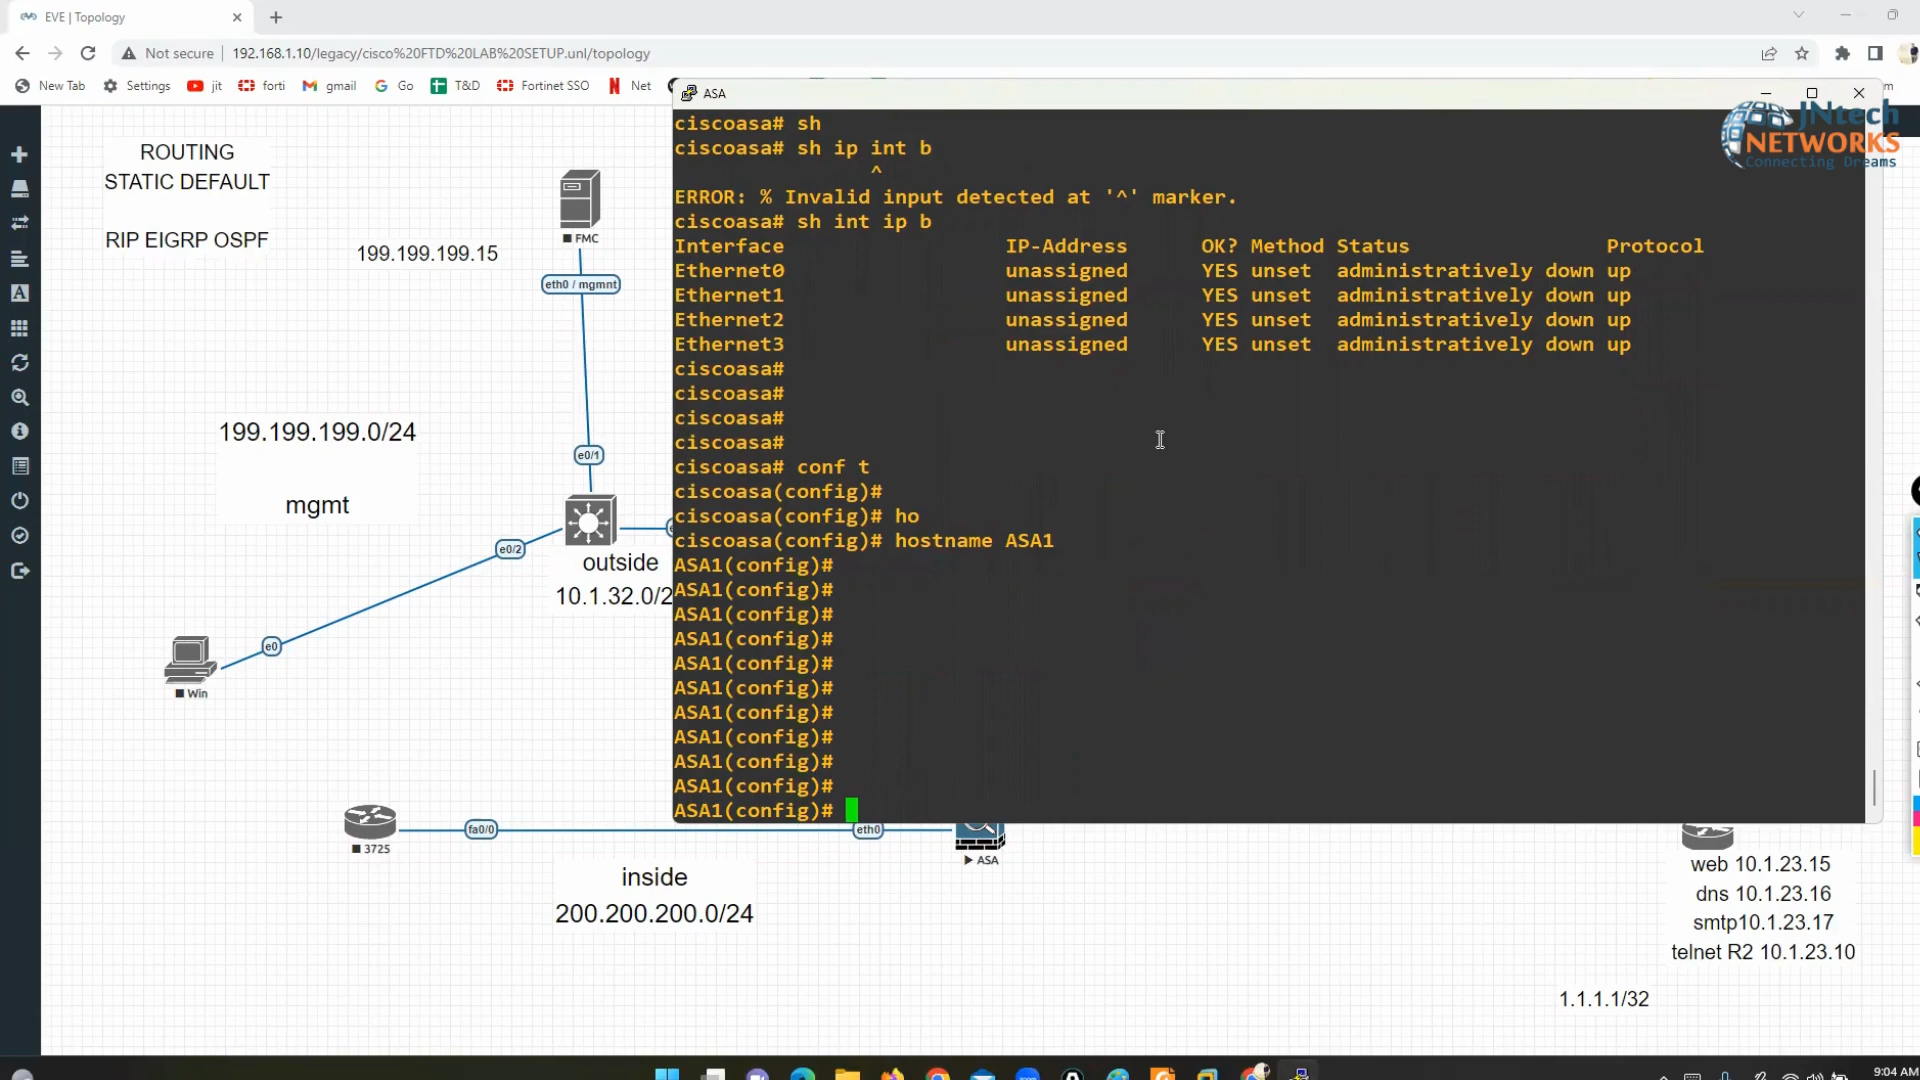 EVE | Topology
Not secure
192.168.1.10/legacy/cisco%20FTD%20LAB%20SETUP.unl/topology
New Tab
Settings
jit
forti
gmail
Go
T&D
Fortinet SSO
Net
ASA
JNtech
NETWORKS
Connecting Dreams
ciscoasa# sh
ciscoasa# sh ip int b
^
ERROR: % Invalid input detected at '^' marker.
ciscoasa# sh int ip b
Interface IP-Address OK? Method Status Protocol
Ethernet0 unassigned YES unset administratively down up
Ethernet1 unassigned YES unset administratively down up
Ethernet2 unassigned YES unset administratively down up
Ethernet3 unassigned YES unset administratively down up
ciscoasa#
ciscoasa#
ciscoasa#
ciscoasa#
ciscoasa# conf t
ciscoasa(config)#
ciscoasa(config)# ho
ciscoasa(config)# hostname ASA1
ASA1(config)#
ASA1(config)#
ASA1(config)#
ASA1(config)#
ASA1(config)#
ASA1(config)#
ASA1(config)#
ASA1(config)#
ASA1(config)#
ASA1(config)#
ASA1(config)#
ROUTING
STATIC DEFAULT
RIP EIGRP OSPF
199.199.199.15
FMC
eth0 / mgmnt
199.199.199.0/24
mgmt
e0/1
e0/2
outside
10.1.32.0/2
e0
Win
3725
fa0/0
eth0
ASA
inside
200.200.200.0/24
web 10.1.23.15
dns 10.1.23.16
smtp10.1.23.17
telnet R2 10.1.23.10
1.1.1.1/32
9:04 AM